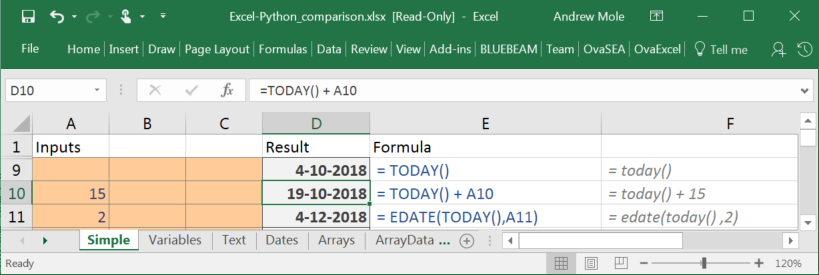 Excel-Python_comparison.xlsx [Read-Only] - Excel Andrew Mole
File Home Insert Draw Page Layout Formulas Data Review View Add-ins BLUEBEAM Team OvaSEA OvaExcel Tell me
D10 fx =TODAY() + A10
A B C D E F
1 Inputs Result Formula
9 4-10-2018 = TODAY() = today()
10 15 19-10-2018 = TODAY() + A10 = today() + 15
11 2 4-12-2018 = EDATE(TODAY(),A11) = edate(today() ,2)
Simple Variables Text Dates Arrays ArrayData ...
Ready 120%